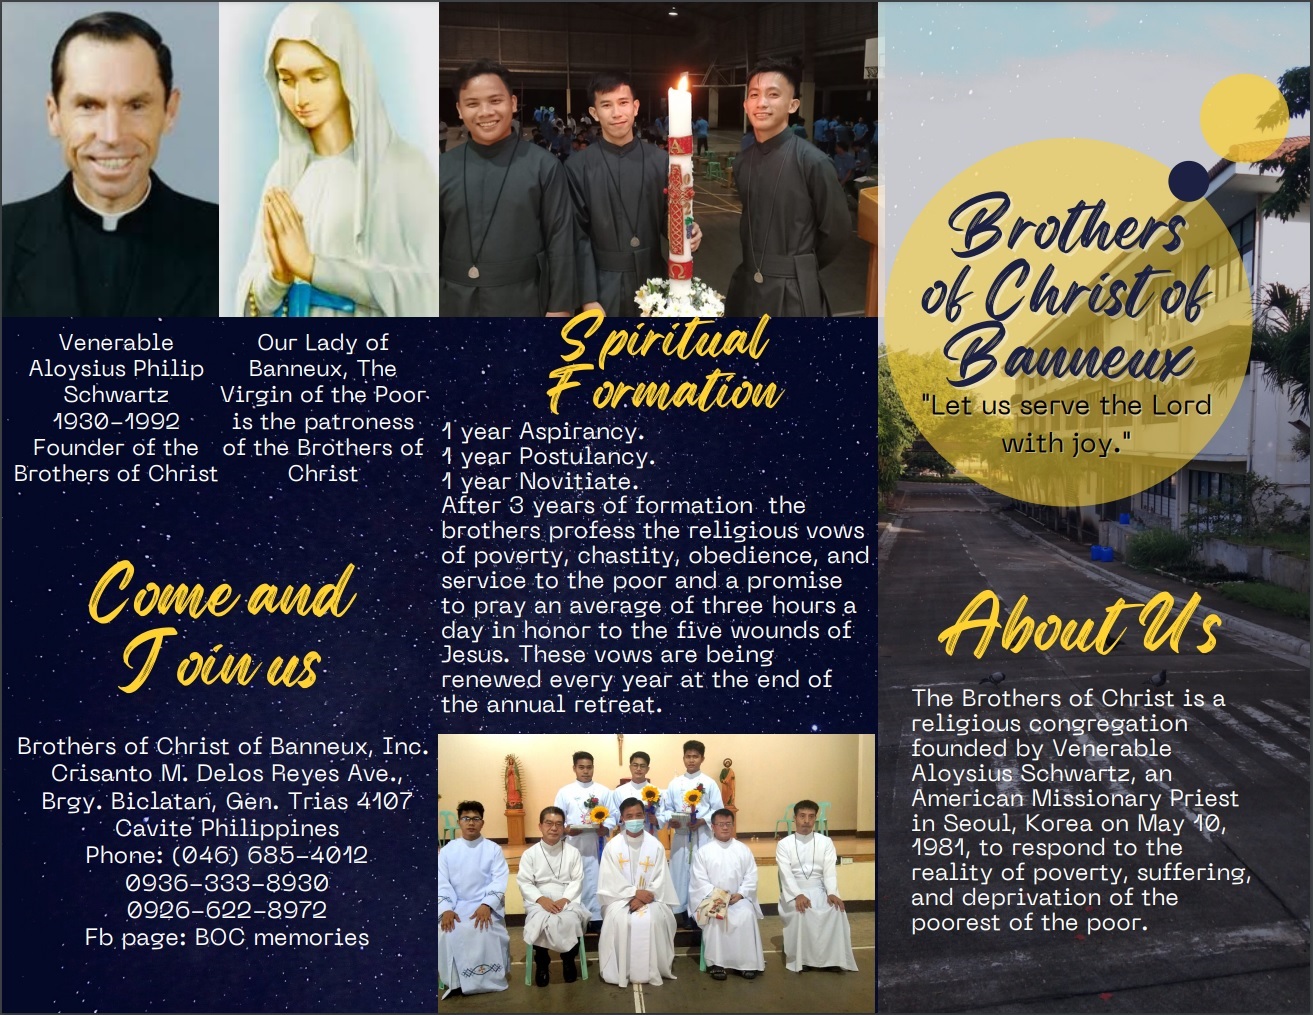 Venerable
Aloysius Philip
Schwartz
1930-1992
Founder of the
Brothers of Christ
Our Lady of
Banneux, The
Virgin of the Poor
is the patroness
of the Brothers of
Christ
Come and
Join us
Brothers of Christ of Banneux, Inc.
Crisanto M. Delos Reyes Ave.,
Brgy. Biclatan, Gen. Trias 4107
Cavite Philippines
Phone: (046) 685-4012
0936-333-8930
0926-622-8972
Fb page: BOC memories
Spiritual
Formation
1 year Aspirancy.
1 year Postulancy.
1 year Novitiate.
After 3 years of formation  the
brothers profess the religious vows
of poverty, chastity, obedience, and
service to the poor and a promise
to pray an average of three hours a
day in honor to the five wounds of
Jesus. These vows are being
renewed every year at the end of
the annual retreat.
Brothers
of Christ of
Banneux
"Let us serve the Lord
with joy."
About Us
The Brothers of Christ is a
religious congregation
founded by Venerable
Aloysius Schwartz, an
American Missionary Priest
in Seoul, Korea on May 10,
1981, to respond to the
reality of poverty, suffering,
and deprivation of the
poorest of the poor.